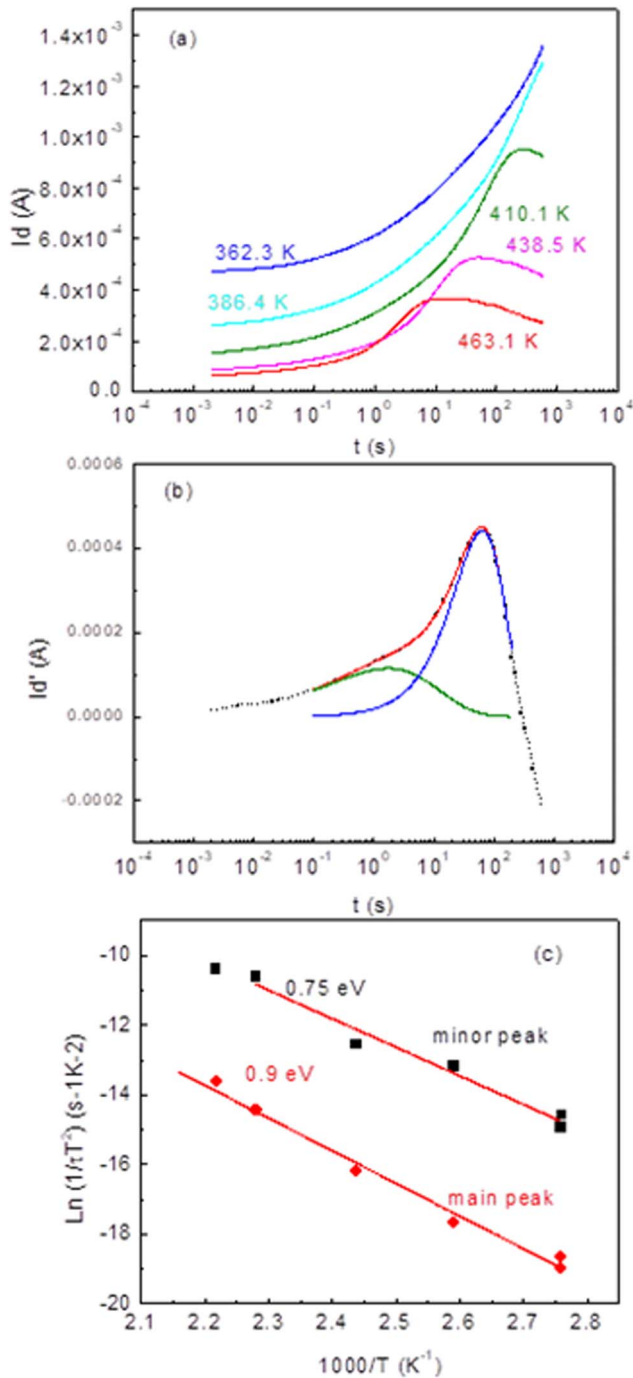 (a)
1.4x10-3
1.2x10-3
1.0x10-3
8.0x10-4
6.0x10-4
4.0x10-4
2.0x10-4
0.0
Id (A)
362.3 K
386.4 K
410.1 K
438.5 K
463.1 K
10-4 10-3 10-2 10-1 100 101 102 103 104
t (s)
(b)
0.0006
0.0004
0.0002
0.0000
-0.0002
Id' (A)
10-4 10-3 10-2 10-1 100 101 102 103 104
t (s)
(c)
-10
-12
-14
-16
-18
-20
Ln (1/τT2) (s-1K-2)
0.75 eV
minor peak
0.9 eV
main peak
2.1 2.2 2.3 2.4 2.5 2.6 2.7 2.8
1000/T (K-1)